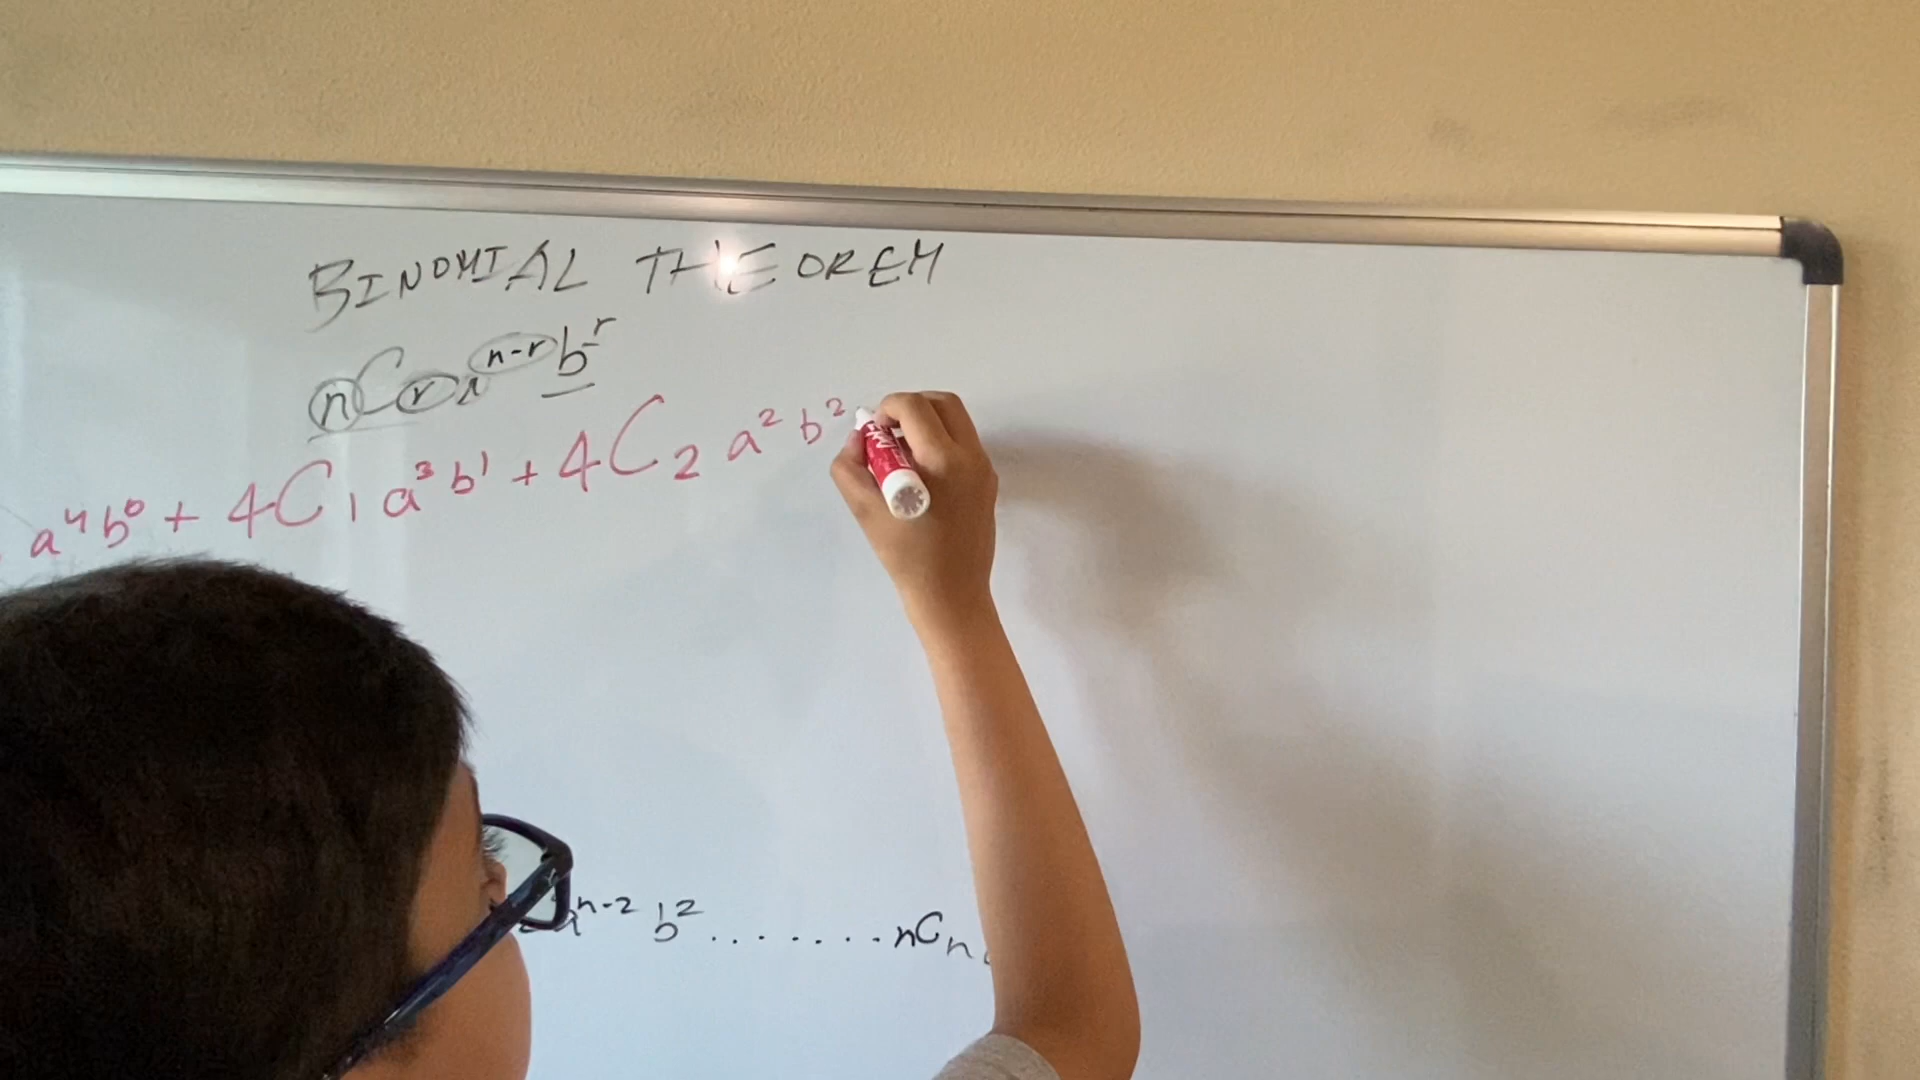 BINOMIAL THEOREM
nCr n-r b^r
a⁴b⁰ + 4C₁ a³b¹ + 4C₂ a²b²
n-2 b² ....... nCn